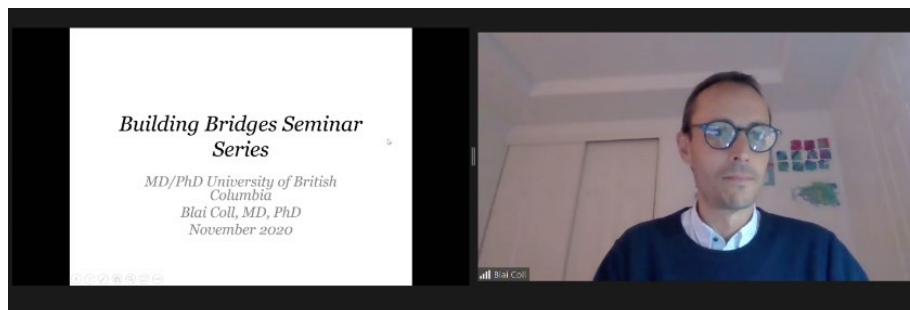 Building Bridges Seminar
Series
MD/PhD University of British
Columbia
Blai Coll, MD, PhD
November 2020
Blai Coll